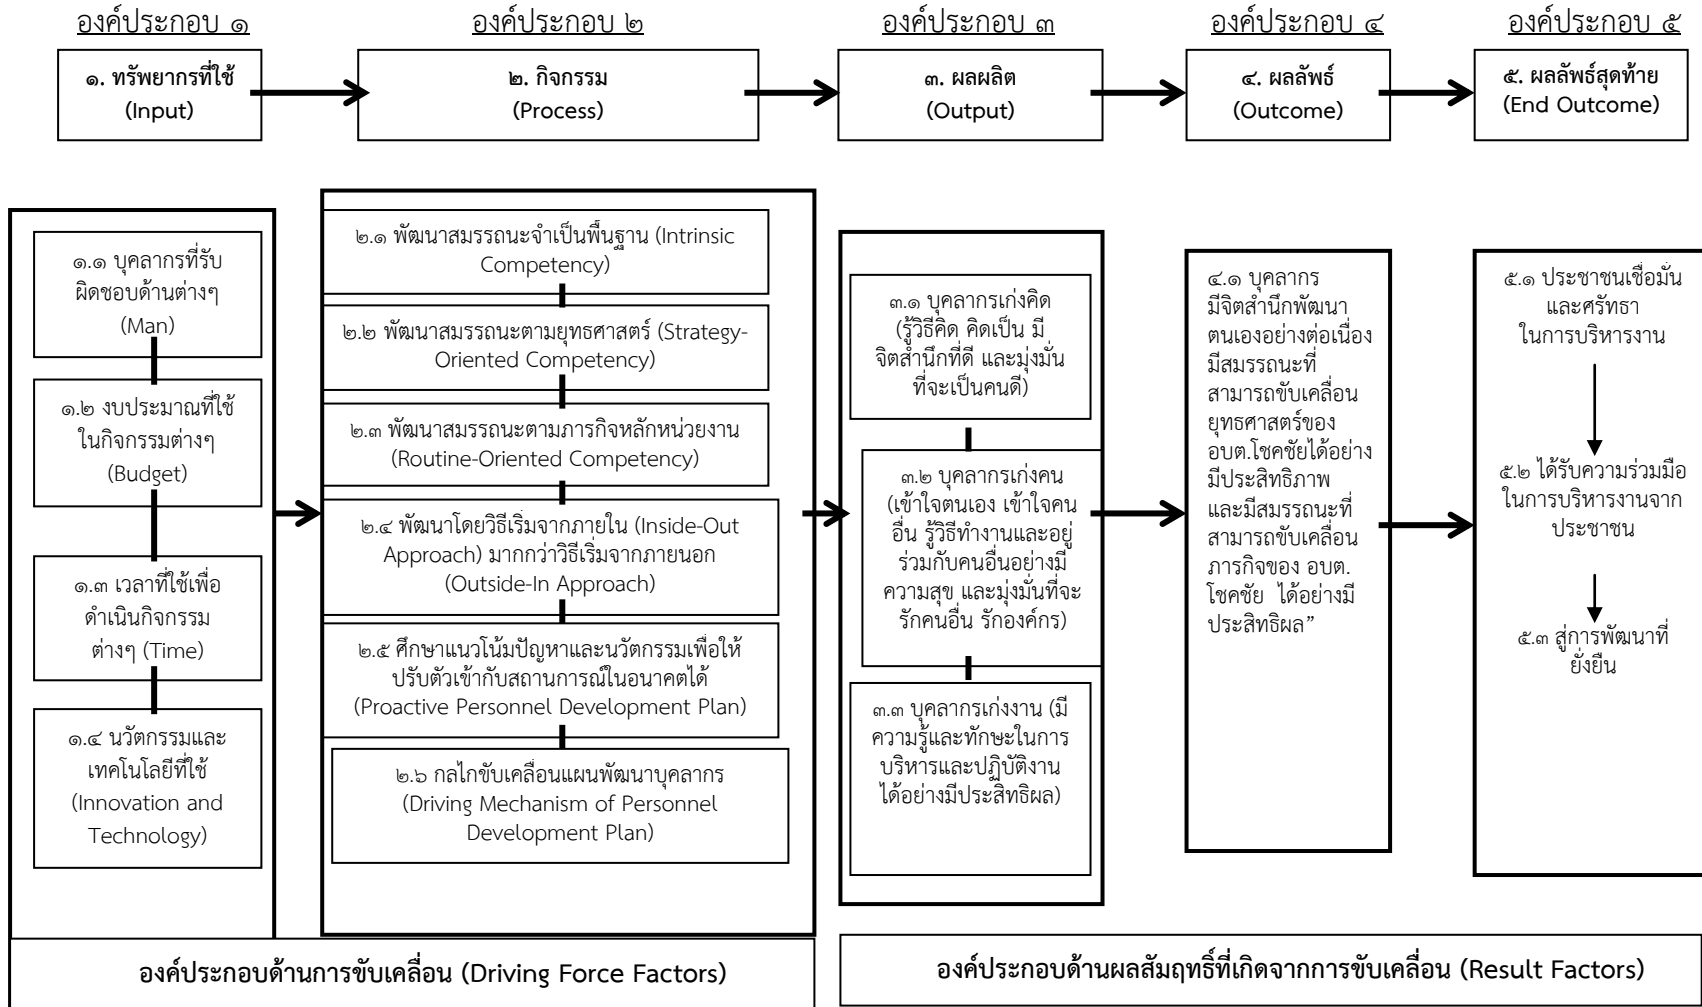 องค์ประกอบ ๑
องค์ประกอบ ๒
องค์ประกอบ ๓
องค์ประกอบ ๔
องค์ประกอบ ๕
๑. ทรัพยากรที่ใช้
(Input)
๒. กิจกรรม
(Process)
๓. ผลผลิต
(Output)
๔. ผลลัพธ์
(Outcome)
๕. ผลลัพธ์สุดท้าย
(End Outcome)
๑.๑ บุคลากรที่รับ
ผิดชอบด้านต่างๆ
(Man)
๑.๒ งบประมาณที่ใช้
ในกิจกรรมต่างๆ
(Budget)
๑.๓ เวลาที่ใช้เพื่อ
ดำเนินกิจกรรม
ต่างๆ (Time)
๑.๔ นวัตกรรมและ
เทคโนโลยีที่ใช้
(Innovation and
Technology)
๒.๑ พัฒนาสมรรถนะจำเป็นพื้นฐาน (Intrinsic
Competency)
๒.๒ พัฒนาสมรรถนะตามยุทธศาสตร์ (Strategy-
Oriented Competency)
๒.๓ พัฒนาสมรรถนะตามภารกิจหลักหน่วยงาน
(Routine-Oriented Competency)
๒.๔ พัฒนาโดยวิธีเริ่มจากภายใน (Inside-Out
Approach) มากกว่าวิธีเริ่มจากภายนอก
(Outside-In Approach)
๒.๕ ศึกษาแนวโน้มปัญหาและนวัตกรรมเพื่อให้
ปรับตัวเข้ากับสถานการณ์ในอนาคตได้
(Proactive Personnel Development Plan)
๒.๖ กลไกขับเคลื่อนแผนพัฒนาบุคลากร
(Driving Mechanism of Personnel
Development Plan)
๓.๑ บุคลากรเก่งคิด
(รู้วิธีคิด คิดเป็น มี
จิตสำนึกที่ดี และมุ่งมั่น
ที่จะเป็นคนดี)
๓.๒ บุคลากรเก่งคน
(เข้าใจตนเอง เข้าใจคน
อื่น รู้วิธีทำงานและอยู่
ร่วมกับคนอื่นอย่างมี
ความสุข และมุ่งมั่นที่จะ
รักคนอื่น รักองค์กร)
๓.๓ บุคลากรเก่งงาน (มี
ความรู้และทักษะในการ
บริหารและปฏิบัติงาน
ได้อย่างมีประสิทธิผล)
๔.๑ บุคลากร
มีจิตสำนึกพัฒนา
ตนเองอย่างต่อเนื่อง
มีสมรรถนะที่
สามารถขับเคลื่อน
ยุทธศาสตร์ของ
อบต.โชคชัยได้อย่าง
มีประสิทธิภาพ
และมีสมรรถนะที่
สามารถขับเคลื่อน
ภารกิจของ อบต.
โชคชัย ได้อย่างมี
ประสิทธิผล”
๕.๑ ประชาชนเชื่อมั่น
และศรัทธา
ในการบริหารงาน
๕.๒ ได้รับความร่วมมือ
ในการบริหารงานจาก
ประชาชน
๕.๓ สู่การพัฒนาที่
ยั่งยืน
องค์ประกอบด้านการขับเคลื่อน (Driving Force Factors)
องค์ประกอบด้านผลสัมฤทธิ์ที่เกิดจากการขับเคลื่อน (Result Factors)